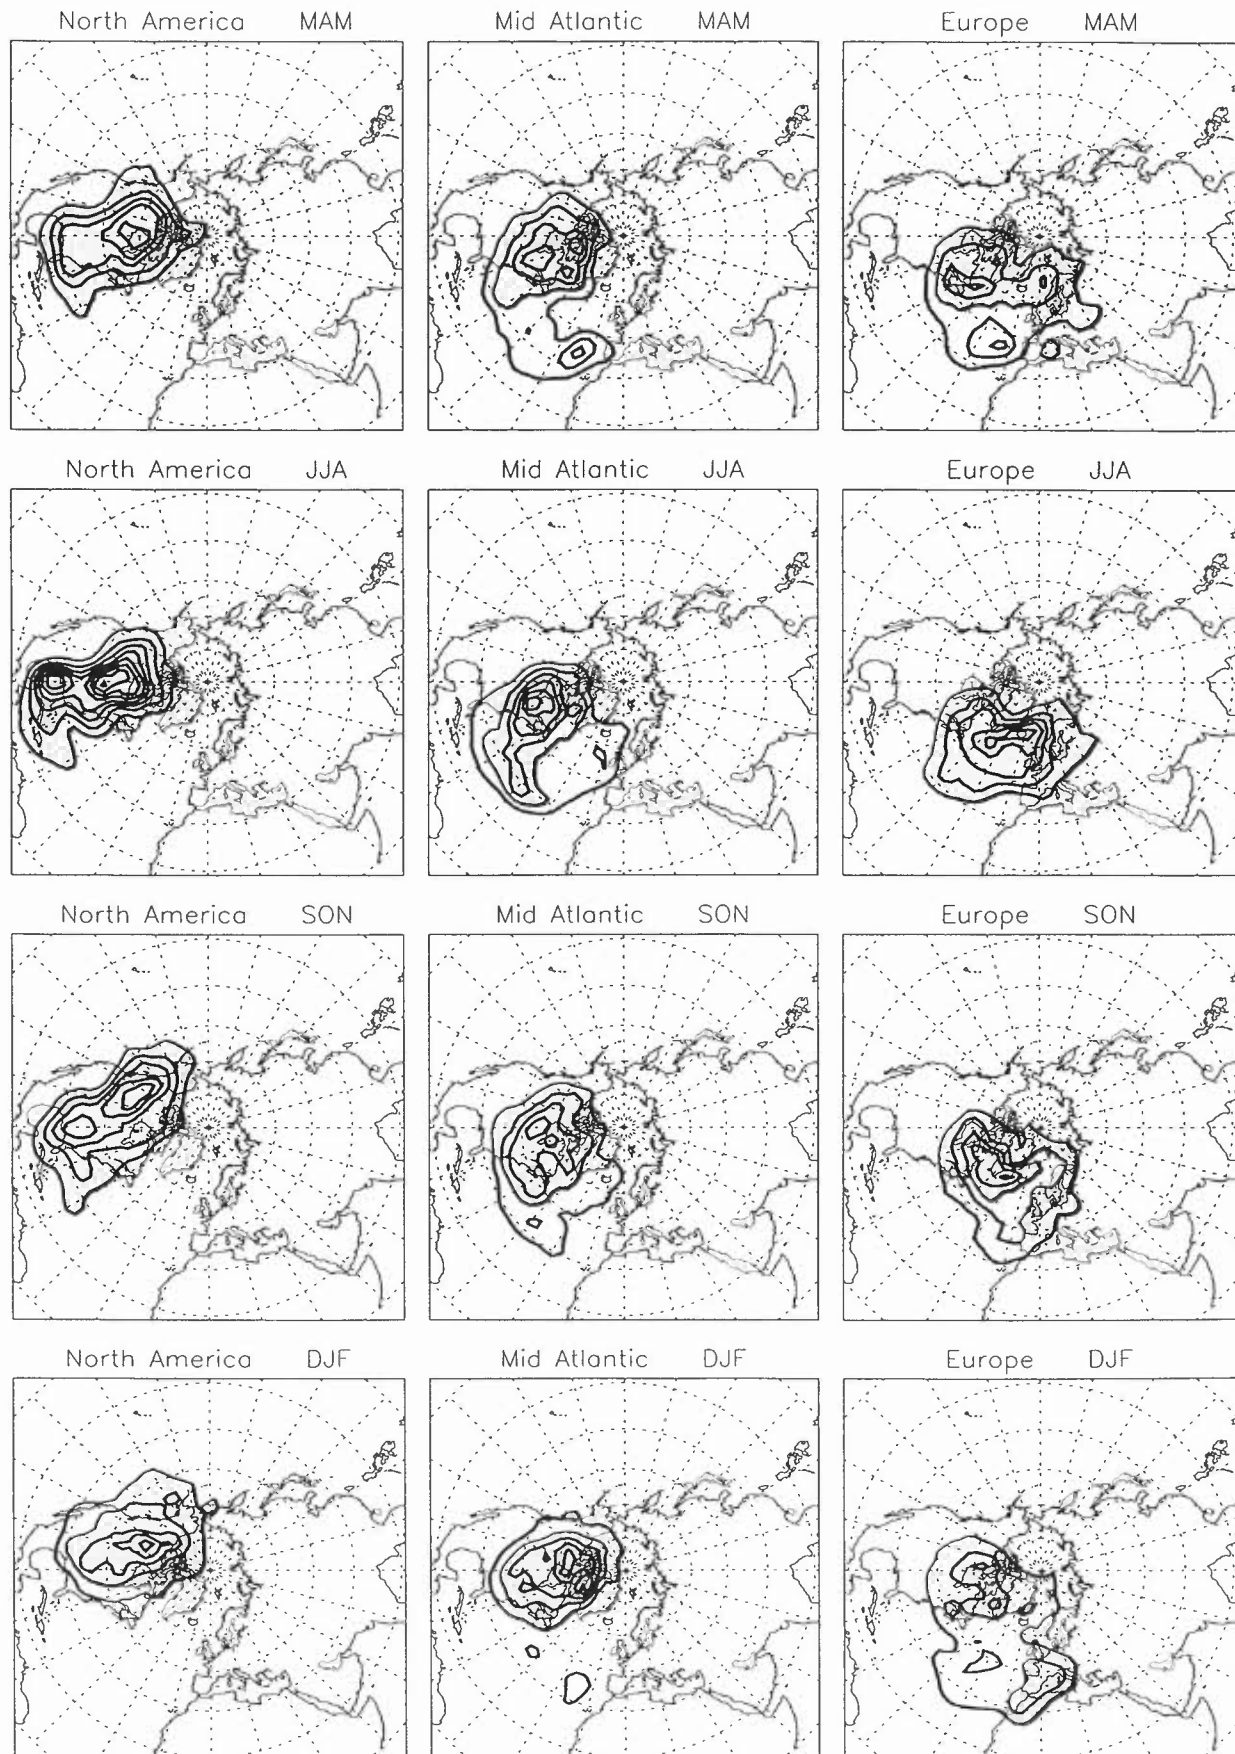 North America MAM
Mid Atlantic MAM
Europe MAM
North America JJA
Mid Atlantic JJA
Europe JJA
North America SON
Mid Atlantic SON
Europe SON
North America DJF
Mid Atlantic DJF
Europe DJF